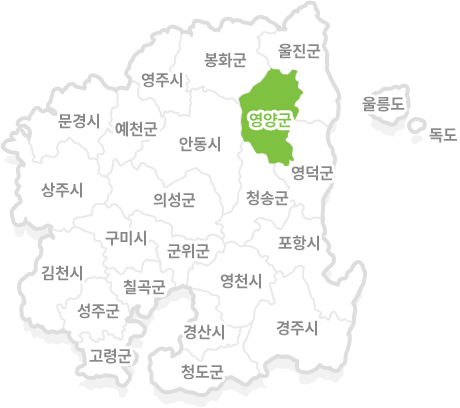 울진군
봉화군
영주시
울릉도
영양군
문경시
예천군
독도
안동시
영덕군
상주시
의성군
청송군
구미시
포항시
군위군
김천시
영천시
칠곡군
성주군
경주시
경산시
고령군
청도군